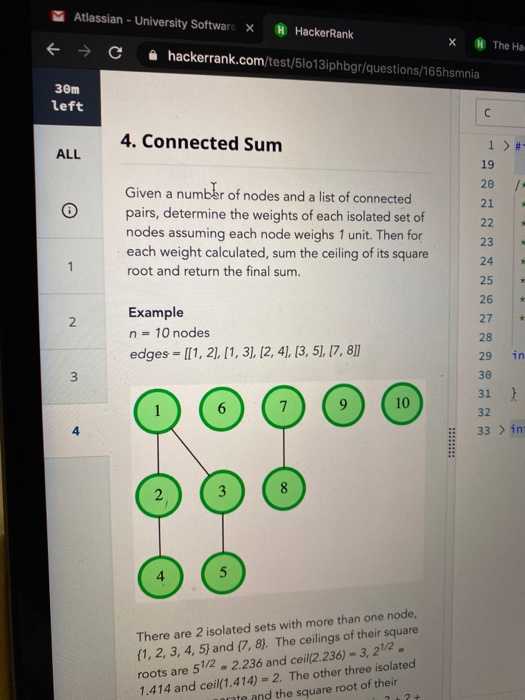 Atlassian - University Software X
H HackerRank X
H The Ha
hackerrank.com/test/5lo13iphbgr/questions/165hsmnia
30m
left
ALL
1
2
3
4
4. Connected Sum
Given a number of nodes and a list of connected
pairs, determine the weights of each isolated set of
nodes assuming each node weighs 1 unit. Then for
each weight calculated, sum the ceiling of its square
root and return the final sum.
Example
n = 10 nodes
edges = [[1, 2], [1, 3], [2, 4], [3, 5], [7, 8]]
1 6 7 9 10
2 3 8
4 5
There are 2 isolated sets with more than one node,
{1, 2, 3, 4, 5} and {7, 8}. The ceilings of their square
roots are 5^1/2 = 2.236 and ceil(2.236) = 3, 2^1/2 =
1.414 and ceil(1.414) = 2. The other three isolated
and the square root of their
C
1 > #
19
20 /*
21 *
22 *
23 *
24 *
25 *
26 *
27 *
28
29 in
30
31 }
32
33 > in